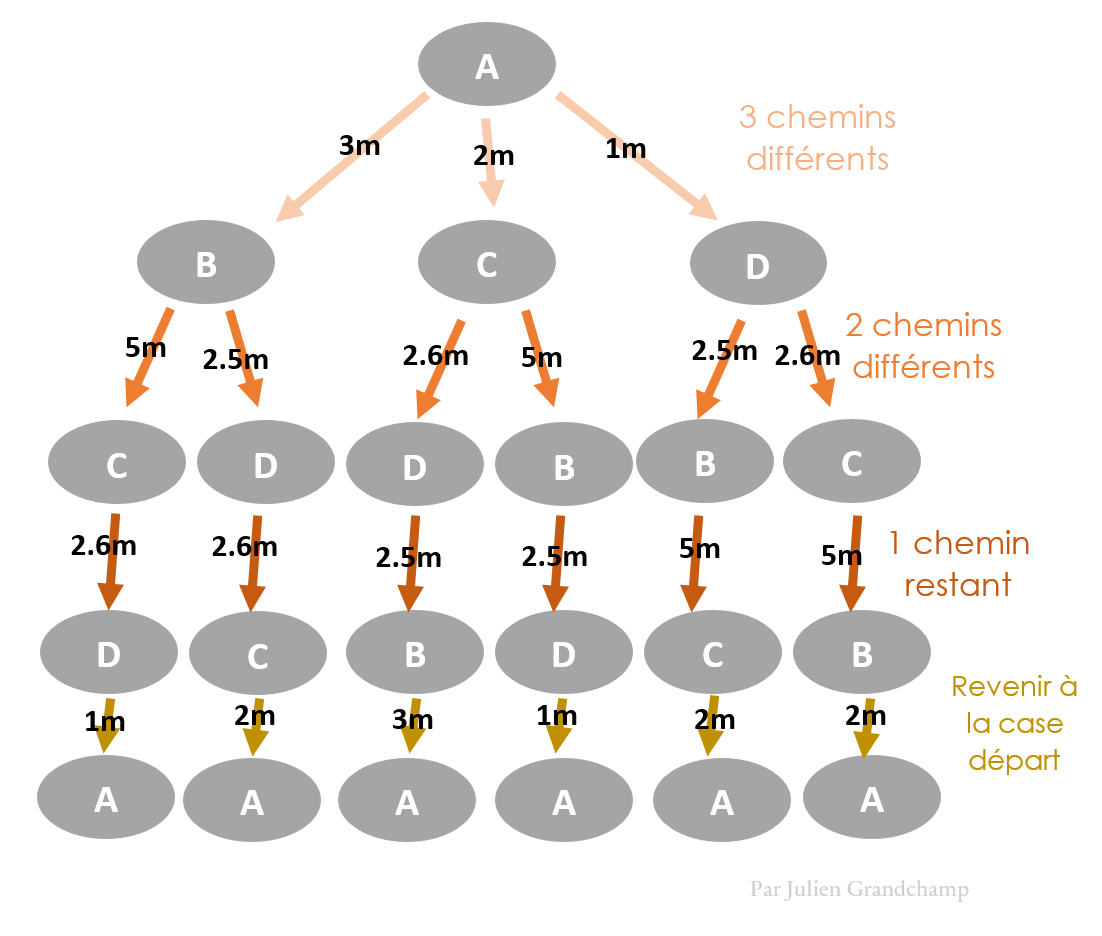 A
3m
2m
1m
3 chemins
différents
B
C
D
5m
2.5m
2.6m
5m
2.5m
2.6m
2 chemins
différents
C
D
D
B
B
C
2.6m
2.6m
2.5m
2.5m
5m
5m
1 chemin
restant
D
C
B
D
C
B
1m
2m
3m
1m
2m
2m
Revenir à
la case
départ
A
A
A
A
A
A
Par Julien Grandchamp